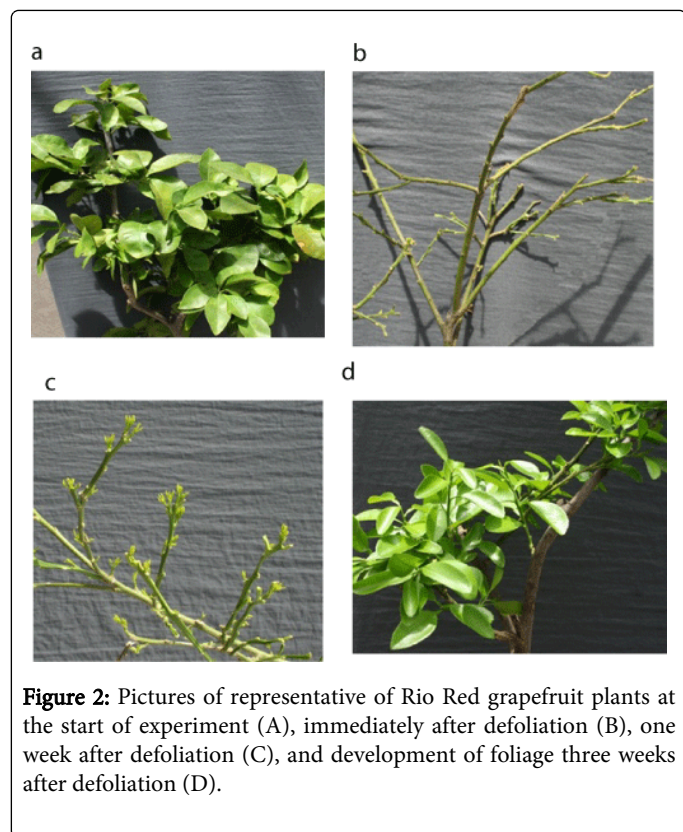 a
b
c
d
Figure 2: Pictures of representative of Rio Red grapefruit plants at
the start of experiment (A), immediately after defoliation (B), one
week after defoliation (C), and development of foliage three weeks
after defoliation (D).